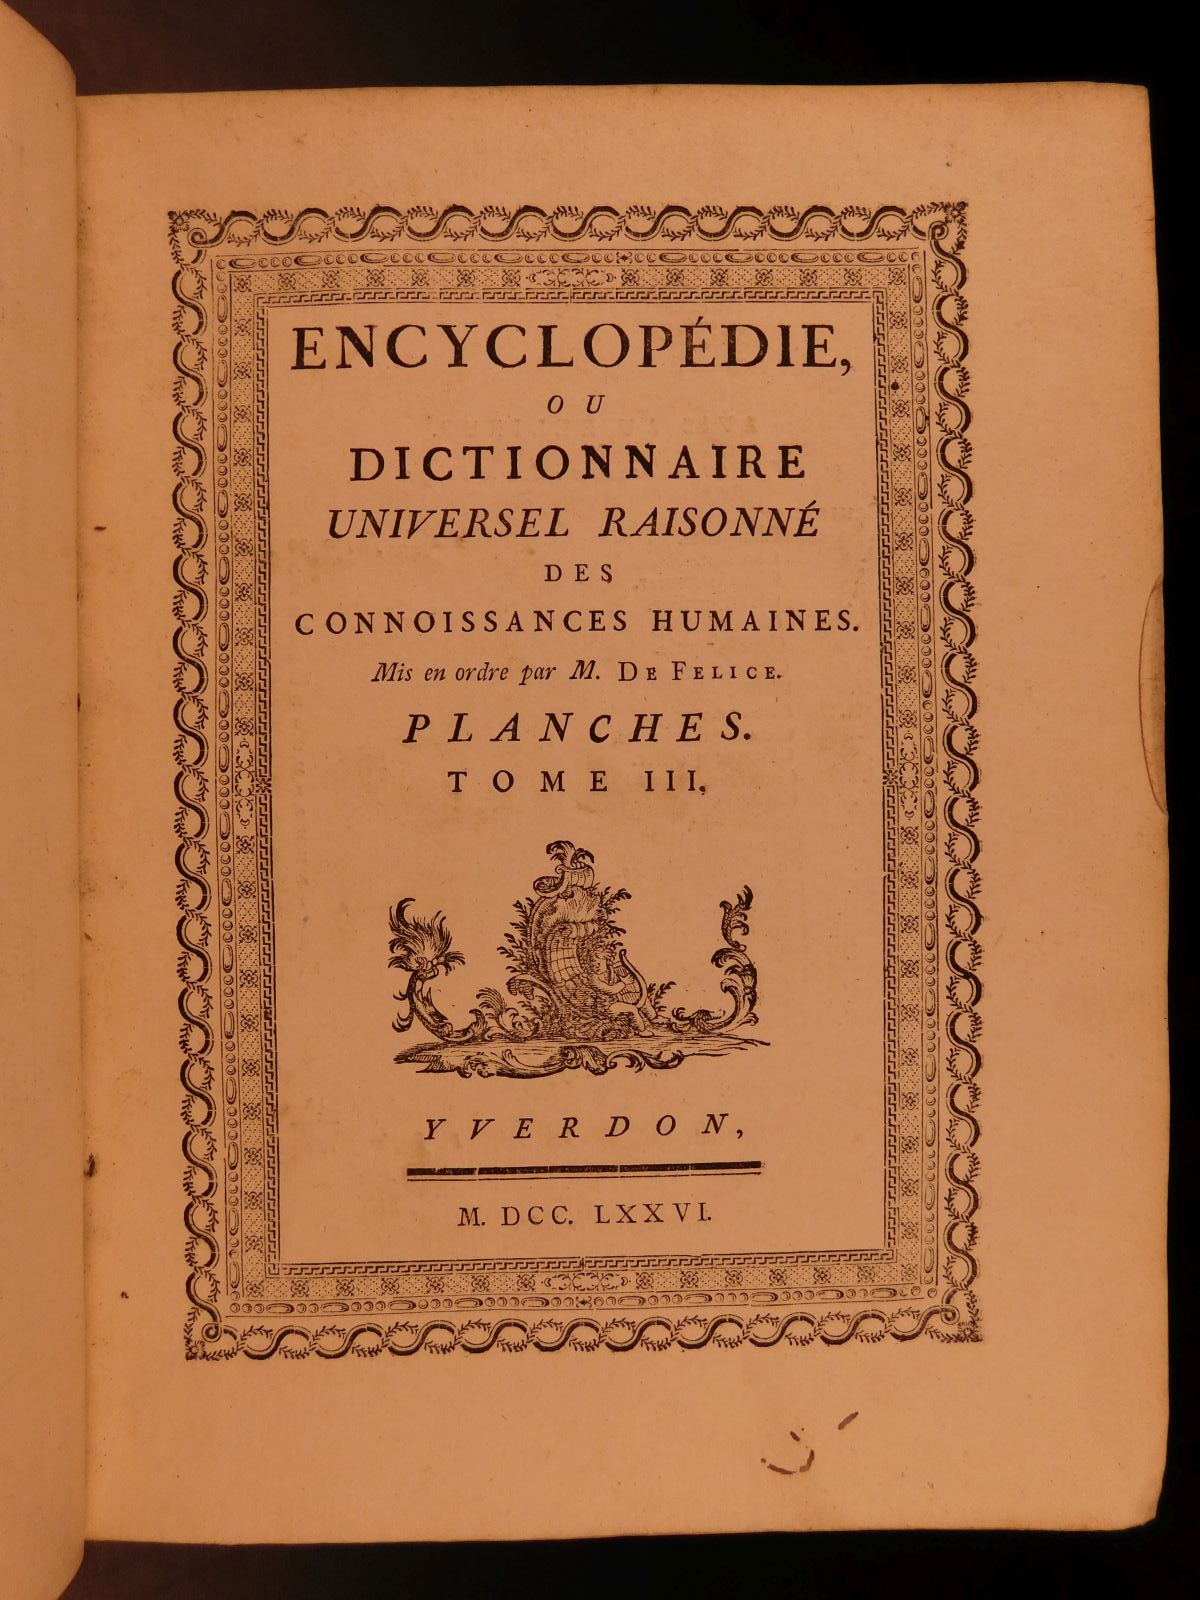 ENCYCLOPÉDIE,
OU
DICTIONNAIRE
UNIVERSEL RAISONNÉ
DES
CONNOISSANCES HUMAINES.
Mis en ordre par M. DE FELICE.
PLANCHES.
TOME III,
YVERDON,
M. DCC. LXXVI.